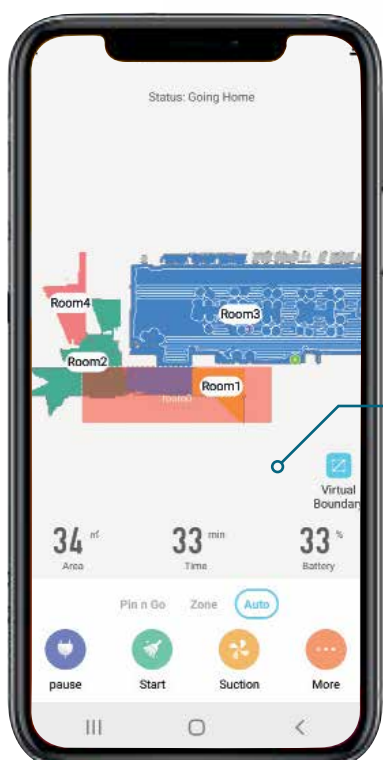 Status: Going Home
Room4
Room3
Room2
Room1
room0
Virtual
Boundary
34 ㎡ 33 min 33 %
Area Time Battery
Pin n Go Zone Auto
pause Start Suction More